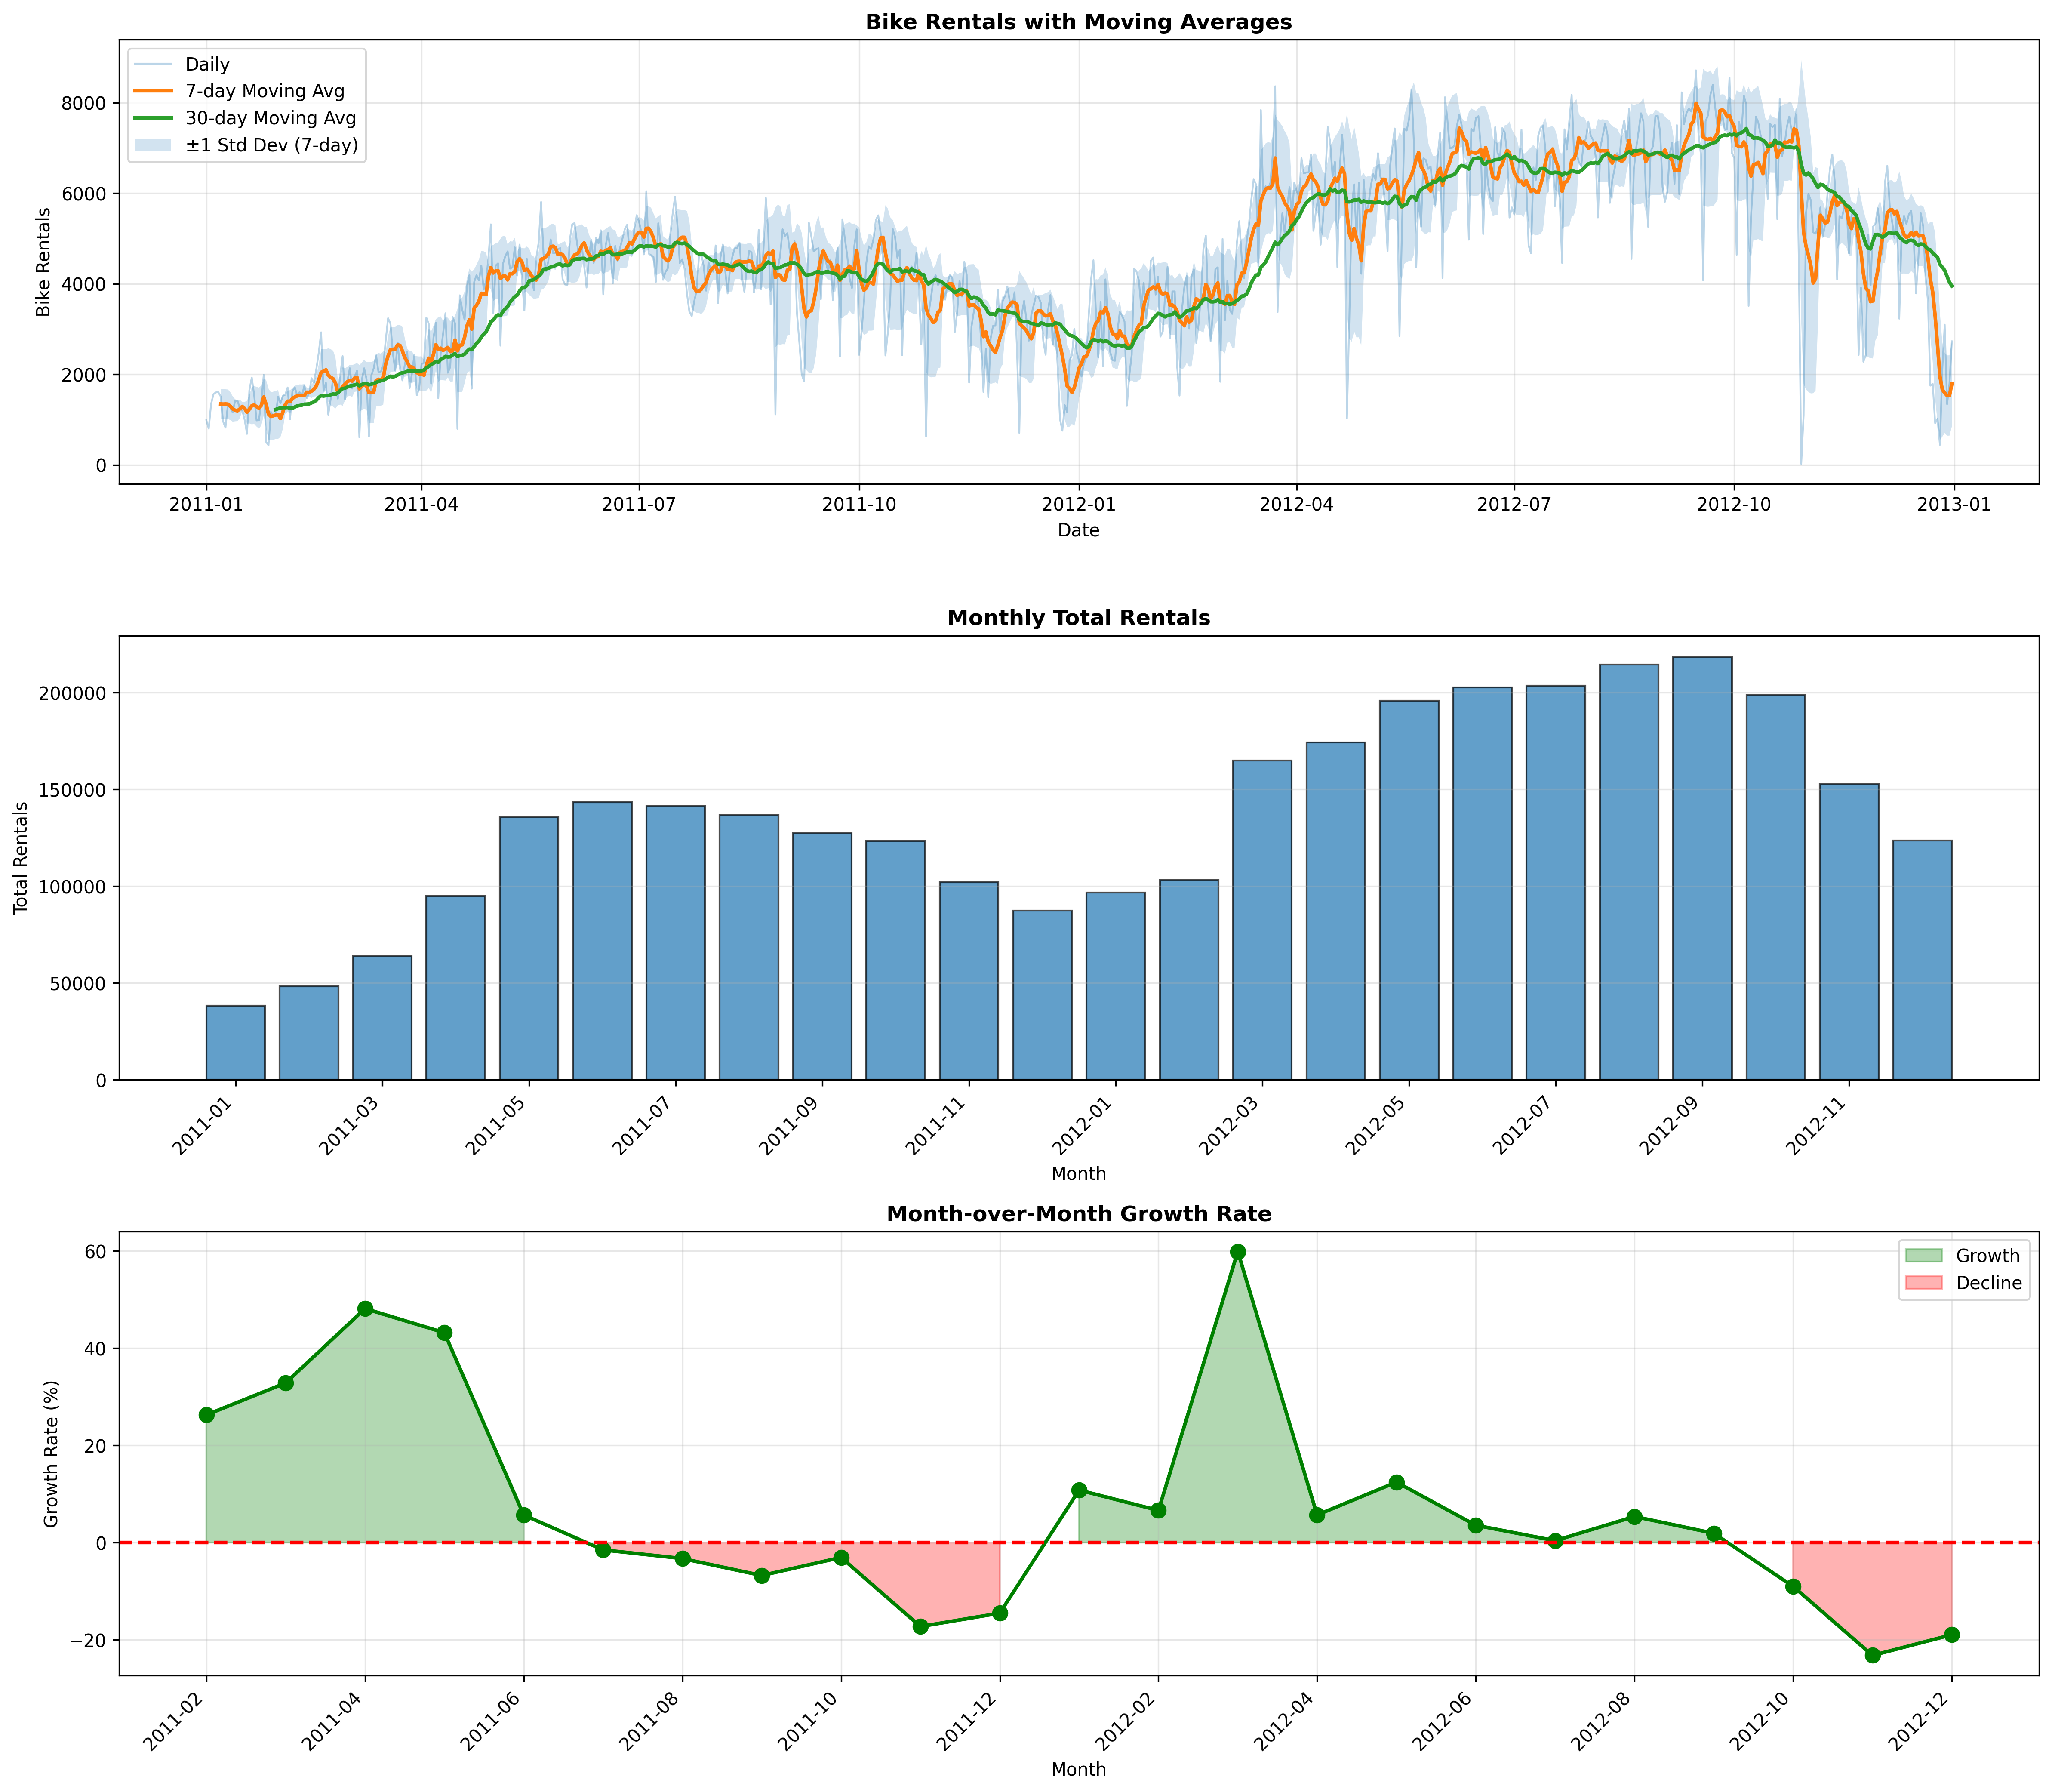 Bike Rentals with Moving Averages
Daily
7-day Moving Avg
30-day Moving Avg
±1 Std Dev (7-day)
Bike Rentals
8000
6000
4000
2000
0
2011-01 2011-04 2011-07 2011-10 2012-01 2012-04 2012-07 2012-10 2013-01
Date
Monthly Total Rentals
Total Rentals
200000
150000
100000
50000
0
2011-01 2011-03 2011-05 2011-07 2011-09 2011-11 2012-01 2012-03 2012-05 2012-07 2012-09 2012-11
Month
Month-over-Month Growth Rate
Growth
Decline
Growth Rate (%)
60
40
20
0
−20
2011-02 2011-04 2011-06 2011-08 2011-10 2011-12 2012-02 2012-04 2012-06 2012-08 2012-10 2012-12
Month